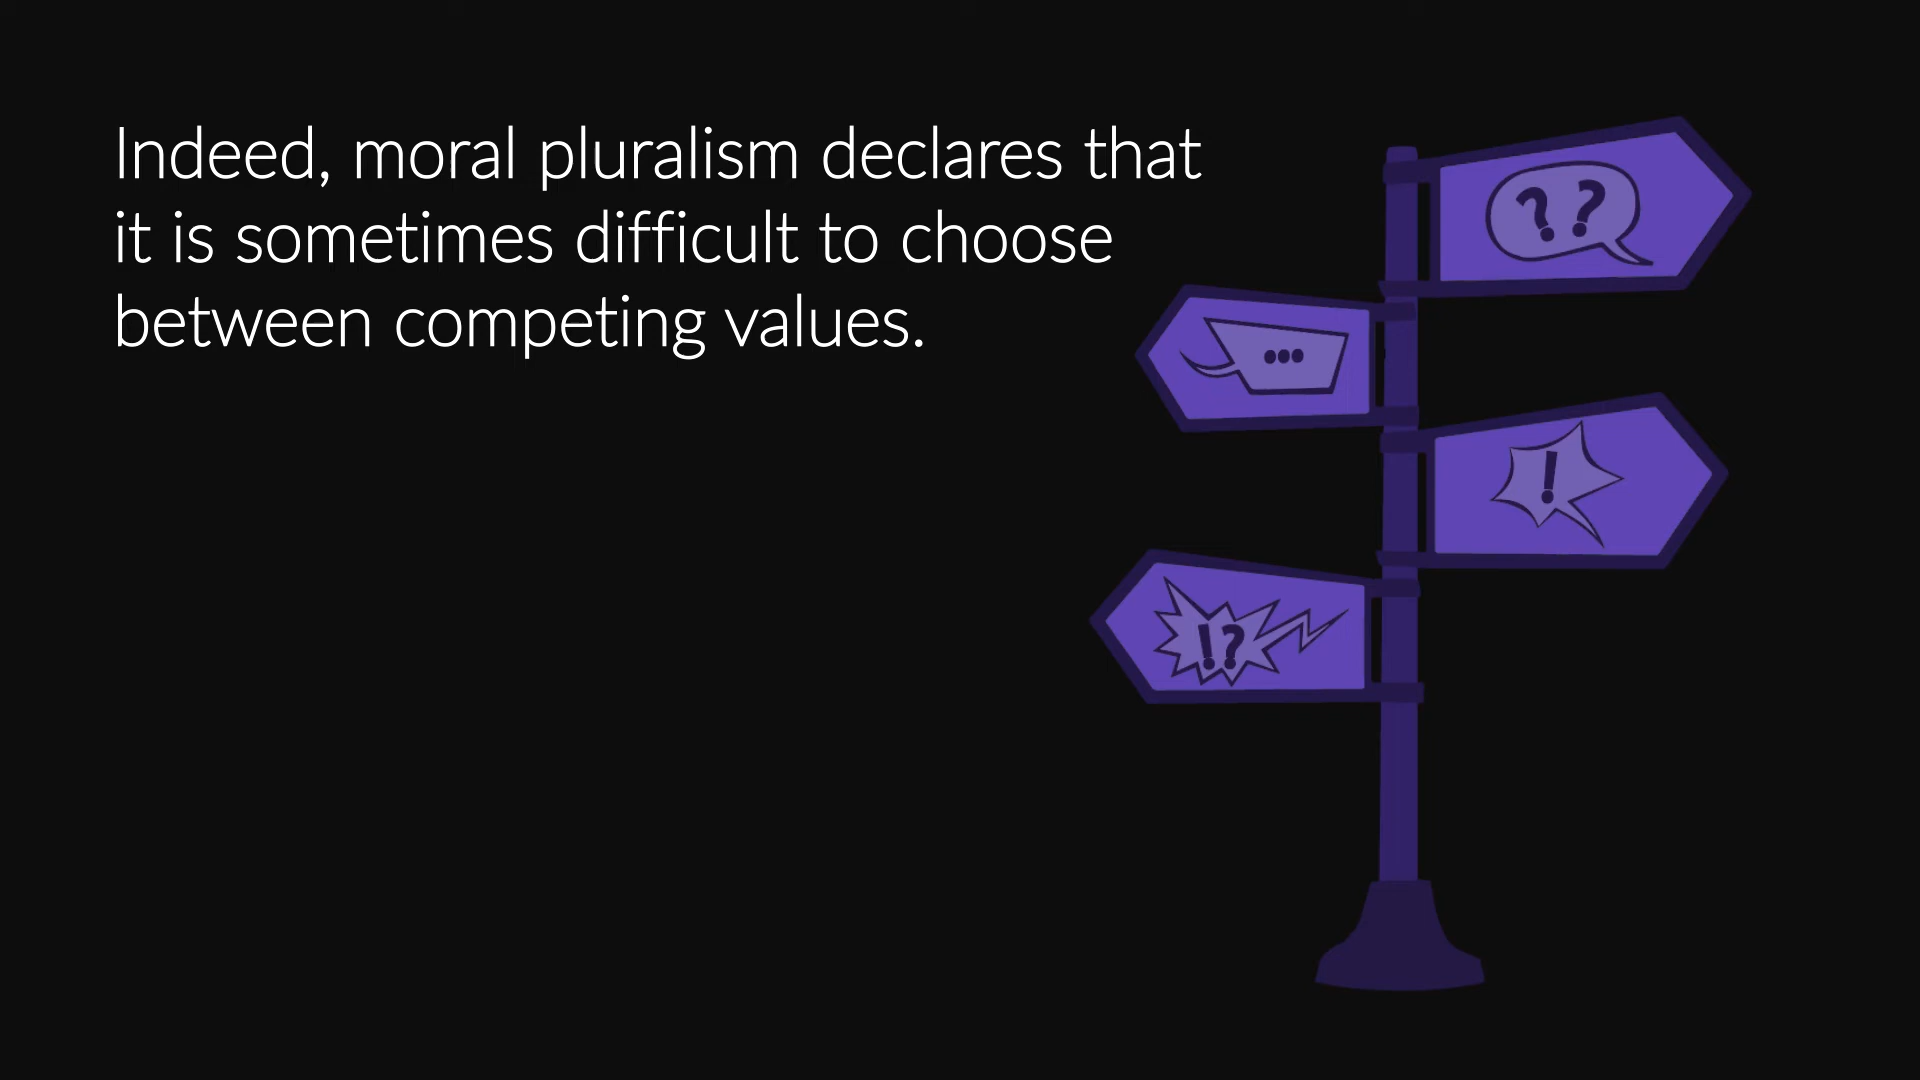 Indeed, moral pluralism declares that
it is sometimes difficult to choose
between competing values.
??
...
!
!?